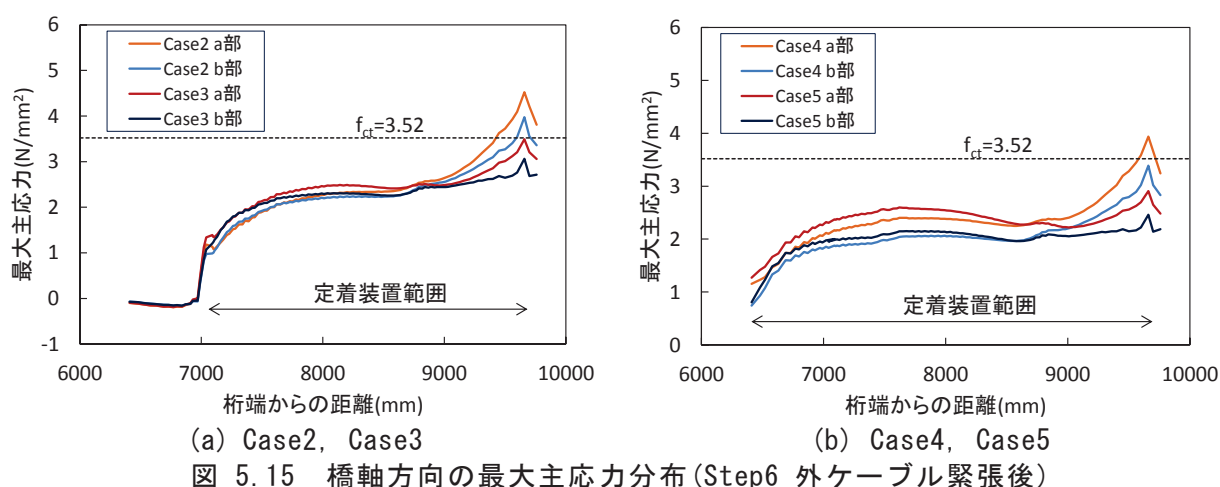 最大主応力(N/mm²)
6
5
4
3
2
1
0
-1
Case2 a部
Case2 b部
Case3 a部
Case3 b部
fct=3.52
定着装置範囲
6000 7000 8000 9000 10000
桁端からの距離(mm)
(a) Case2, Case3
最大主応力(N/mm²)
6
5
4
3
2
1
0
Case4 a部
Case4 b部
Case5 a部
Case5 b部
fct=3.52
定着装置範囲
6000 7000 8000 9000 10000
桁端からの距離(mm)
(b) Case4, Case5
図 5.15 橋軸方向の最大主応力分布(Step6 外ケーブル緊張後)